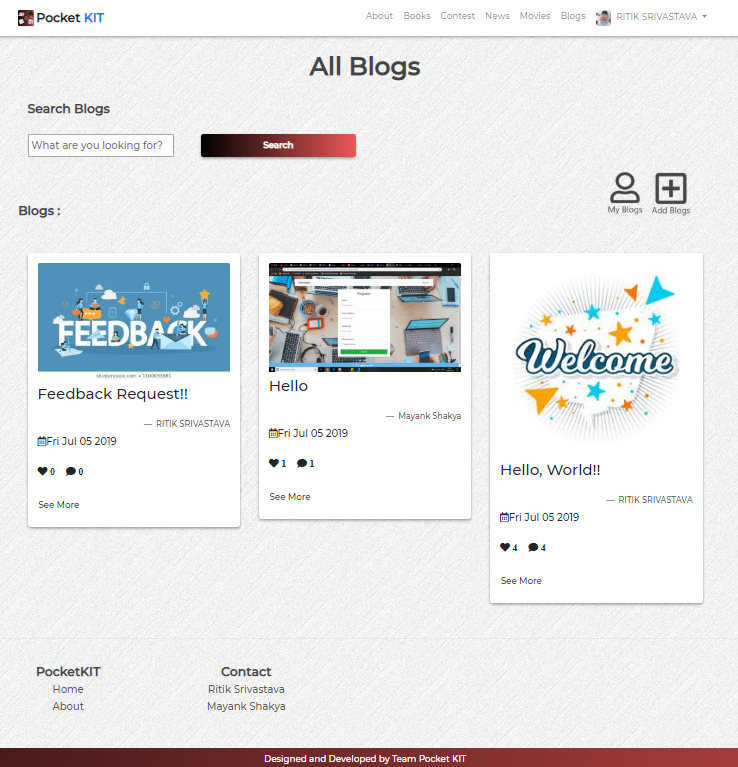 Pocket KIT
About Books Contest News Movies Blogs RITIK SRIVASTAVA
All Blogs
Search Blogs
What are you looking for? Search
My Blogs Add Blogs
Blogs :
FEEDBACK
shutterstock.com • 1100031681
Feedback Request!!
— RITIK SRIVASTAVA
Fri Jul 05 2019
0 0
See More
Register
Hello
— Mayank Shakya
Fri Jul 05 2019
1 1
See More
Welcome
Hello, World!!
— RITIK SRIVASTAVA
Fri Jul 05 2019
4 4
See More
PocketKIT
Home
About
Contact
Ritik Srivastava
Mayank Shakya
Designed and Developed by Team Pocket KIT